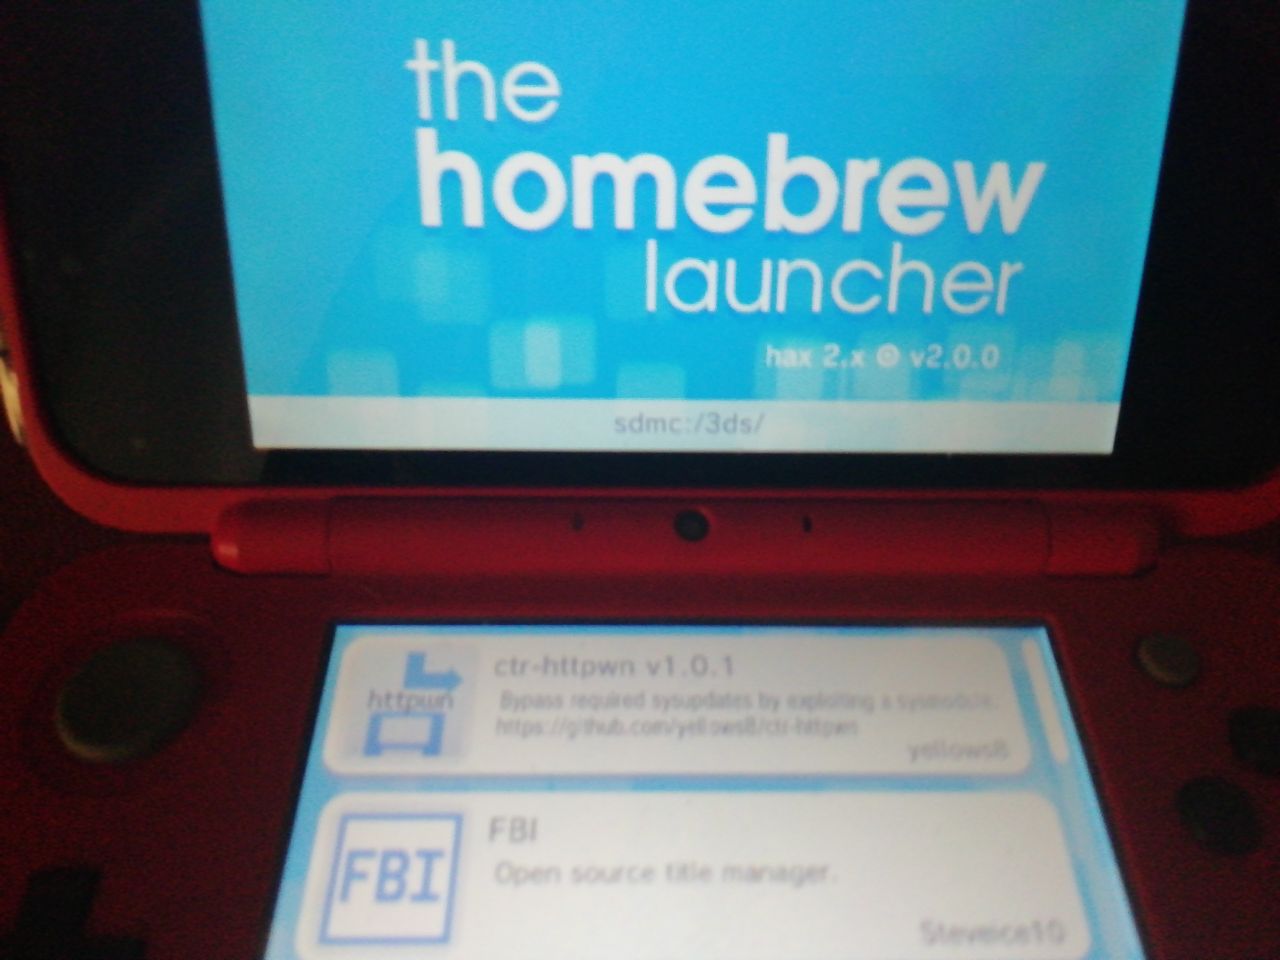 the
homebrew
launcher
hax 2.x @ v2.0.0
sdmc:/3ds/
ctr-httpwn v1.0.1
httpwn
Bypass required sysupdates by exploiting a sysmodule.
https://github.com/yellows8/ctr-httpwn
yellows8
FBI
FBI
Open source title manager.
Steveice10